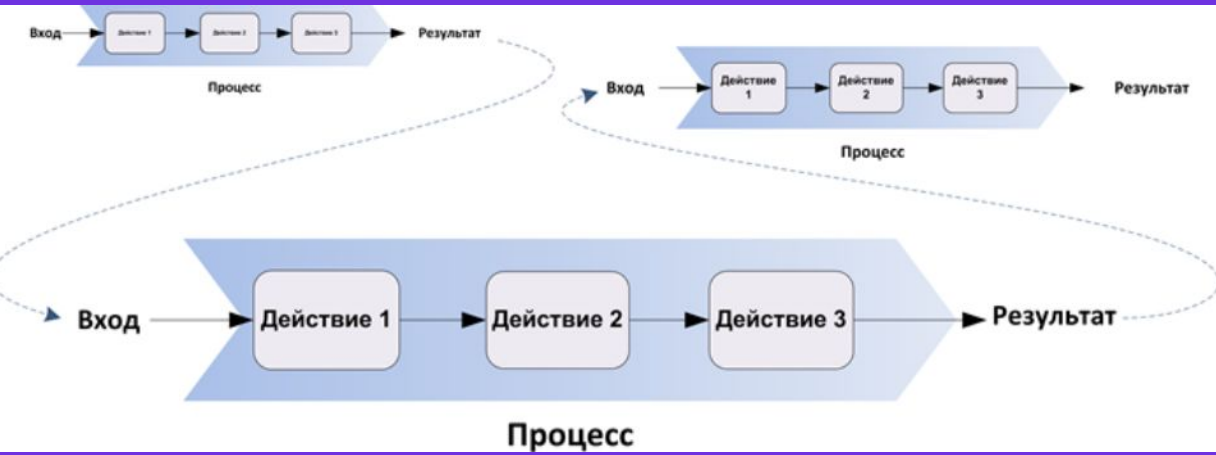 Вход
Действие 1
Действие 2
Действие 3
Результат
Процесс
Вход
Действие
1
Действие
2
Действие
3
Результат
Процесс
Вход
Действие 1
Действие 2
Действие 3
Результат
Процесс